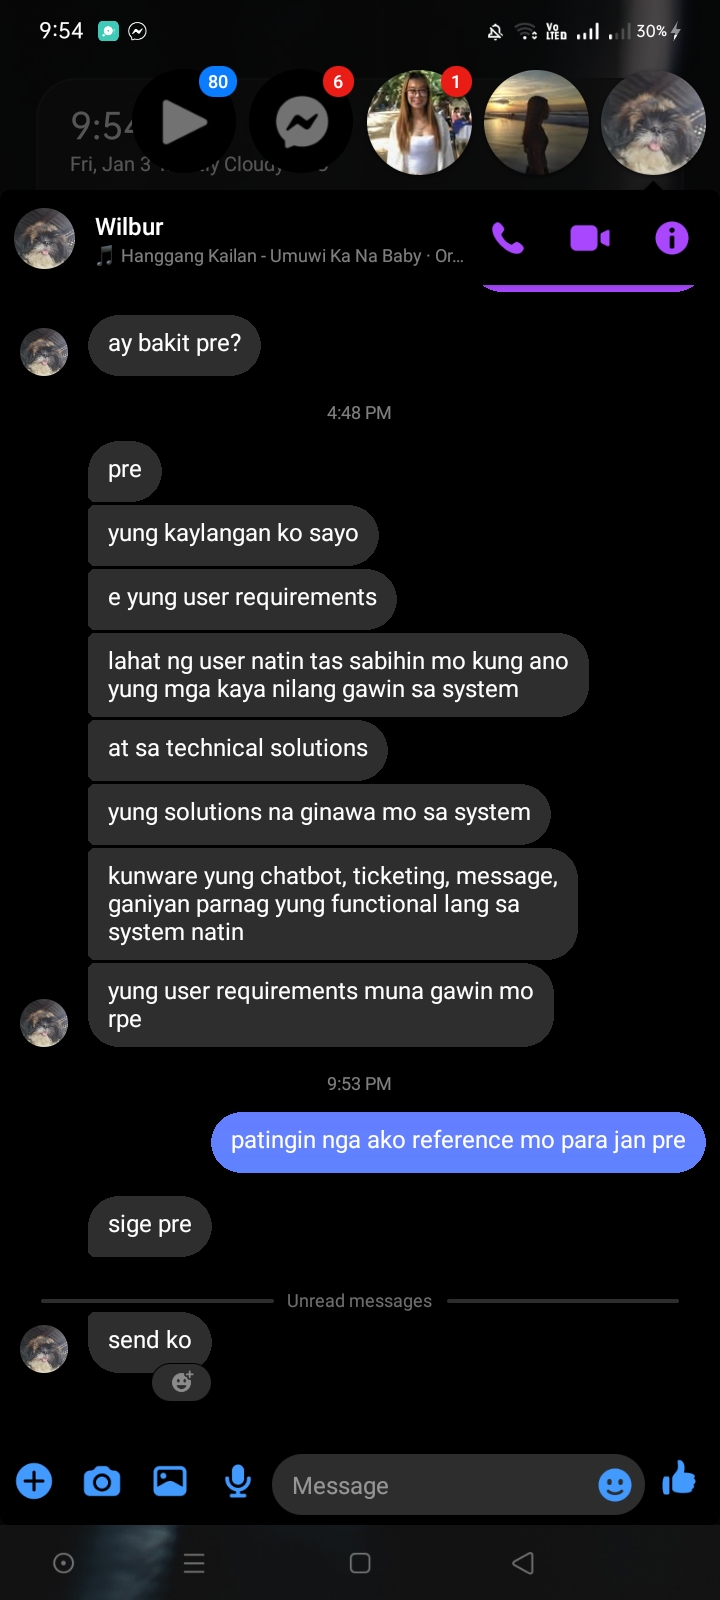 9:54
Vo
LTED
30%
80
6
1
9:54
Fri, Jan 3
Cloudy
Wilbur
Hanggang Kailan - Umuwi Ka Na Baby · Or...
ay bakit pre?
4:48 PM
pre
yung kaylangan ko sayo
e yung user requirements
lahat ng user natin tas sabihin mo kung ano
yung mga kaya nilang gawin sa system
at sa technical solutions
yung solutions na ginawa mo sa system
kunware yung chatbot, ticketing, message,
ganiyan parnag yung functional lang sa
system natin
yung user requirements muna gawin mo
rpe
9:53 PM
patingin nga ako reference mo para jan pre
sige pre
Unread messages
send ko
Message